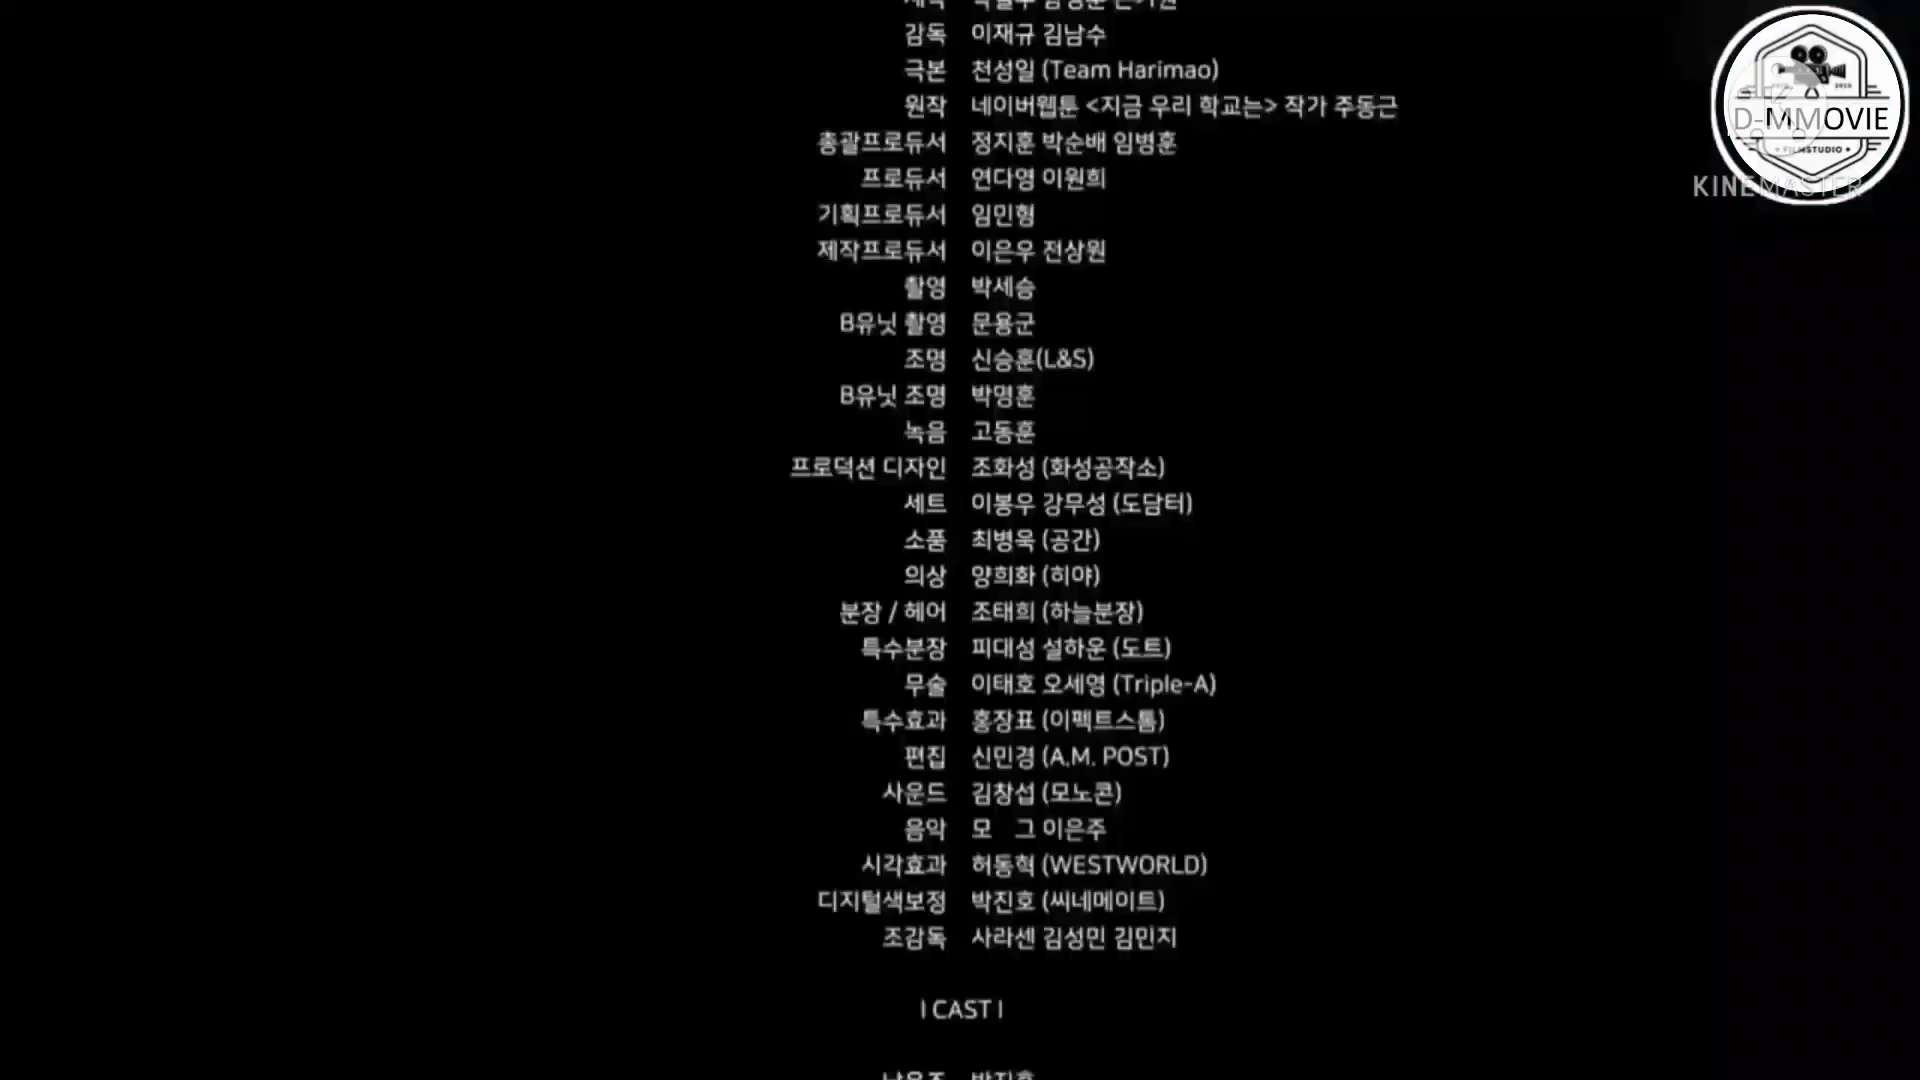 감독 이재규 김남수
극본 천성일 (Team Harimao)
원작 네이버웹툰 <지금 우리 학교는> 작가 주동근
총괄프로듀서 정지훈 박순배 임병훈
프로듀서 연다영 이원희
기획프로듀서 임민형
제작프로듀서 이은우 전상원
촬영 박세승
B유닛 촬영 문용군
조명 신승훈(L&S)
B유닛 조명 박명훈
녹음 고동훈
프로덕션 디자인 조화성 (화성공작소)
세트 이봉우 강무성 (도담터)
소품 최병욱 (공간)
의상 양희화 (히야)
분장 / 헤어 조태희 (하늘분장)
특수분장 피대성 설하운 (도트)
무술 이태호 오세영 (Triple-A)
특수효과 홍장표 (이펙트스톰)
편집 신민경 (A.M. POST)
사운드 김창섭 (모노콘)
음악 모 그 이은주
시각효과 허동혁 (WESTWORLD)
디지털색보정 박진호 (씨네메이트)
조감독 사라센 김성민 김민지
| CAST |
D-MMOVIE
FILMSTUDIO
KINEMASTER